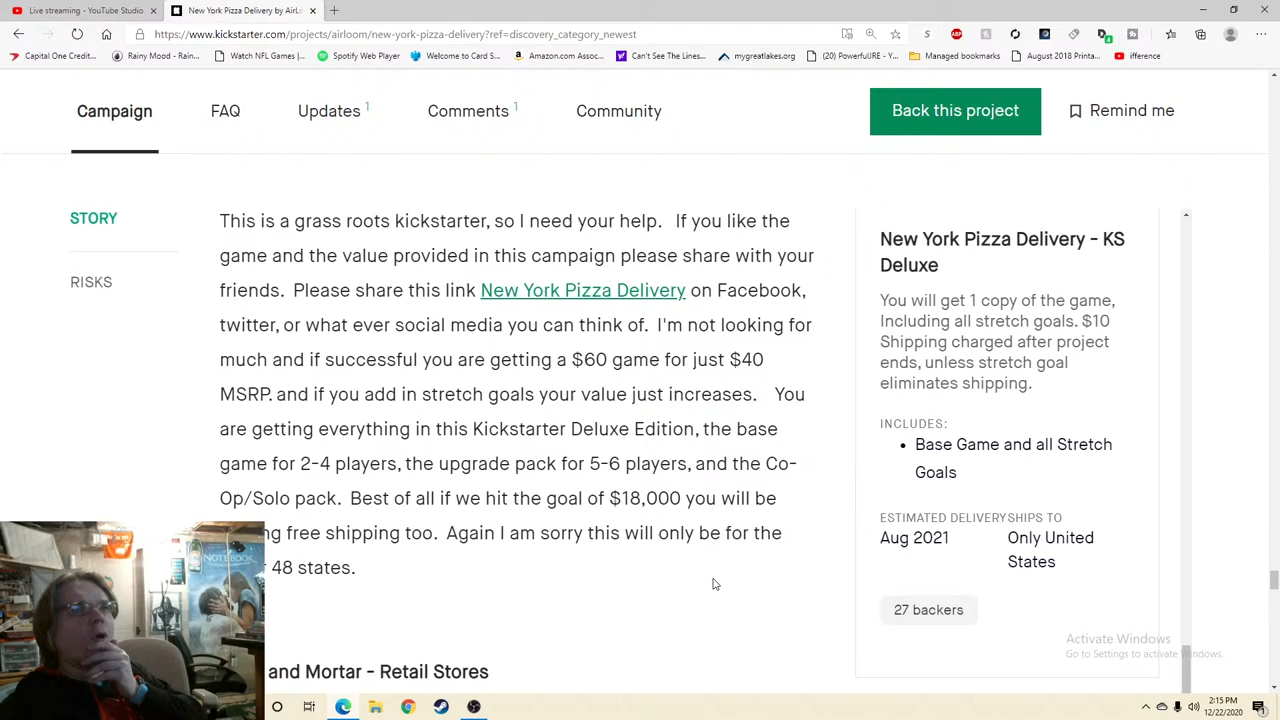 Live streaming - YouTube Studio
New York Pizza Delivery by AirLo
https://www.kickstarter.com/projects/airloom/new-york-pizza-delivery?ref=discovery_category_newest
Capital One Credit...
Rainy Mood - Rain...
Watch NFL Games |...
Spotify Web Player
Welcome to Card S...
Amazon.com Assoc...
Can't See The Lines...
mygreatlakes.org
(20) PowerfulJRE - Y...
Managed bookmarks
August 2018 Printa...
ifference
Campaign
FAQ
Updates 1
Comments 1
Community
Back this project
Remind me
STORY
RISKS
This is a grass roots kickstarter, so I need your help. If you like the
game and the value provided in this campaign please share with your
friends. Please share this link New York Pizza Delivery on Facebook,
twitter, or what ever social media you can think of. I'm not looking for
much and if successful you are getting a $60 game for just $40
MSRP. and if you add in stretch goals your value just increases. You
are getting everything in this Kickstarter Deluxe Edition, the base
game for 2-4 players, the upgrade pack for 5-6 players, and the Co-
Op/Solo pack. Best of all if we hit the goal of $18,000 you will be
ng free shipping too. Again I am sorry this will only be for the
48 states.
and Mortar - Retail Stores
New York Pizza Delivery - KS
Deluxe
You will get 1 copy of the game,
Including all stretch goals. $10
Shipping charged after project
ends, unless stretch goal
eliminates shipping.
INCLUDES:
• Base Game and all Stretch
Goals
ESTIMATED DELIVERY
Aug 2021
SHIPS TO
Only United
States
27 backers
Activate Windows
Go to Settings to activate Windows.
NOTEBOOK
2:15 PM
12/22/2020